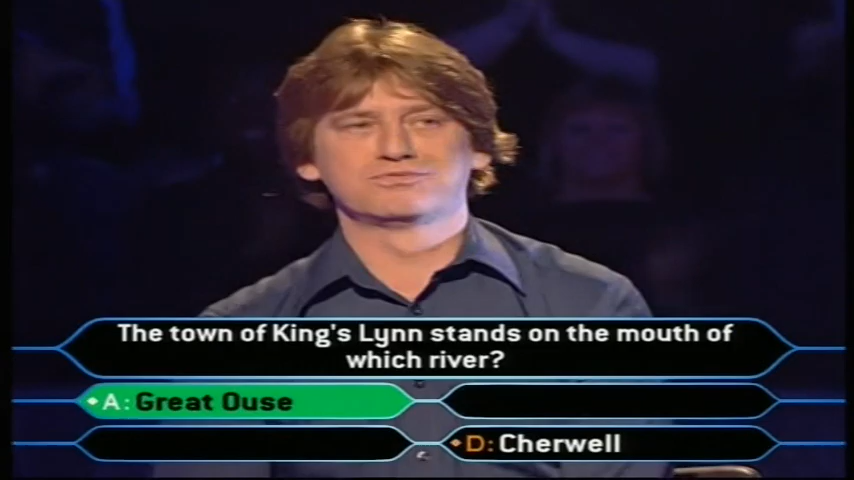 The town of King's Lynn stands on the mouth of
which river?
A: Great Ouse
D: Cherwell